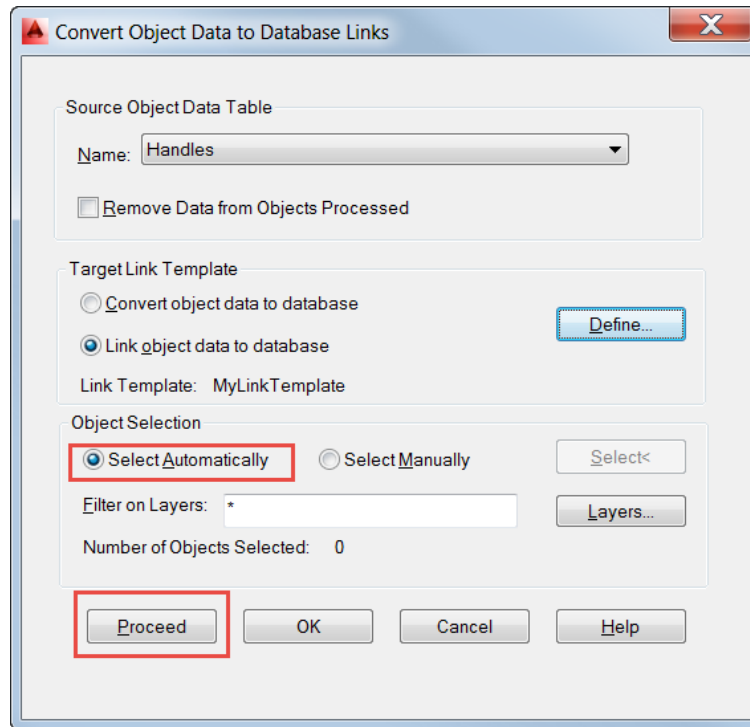 Convert Object Data to Database Links
Source Object Data Table
Name: Handles
Remove Data from Objects Processed
Target Link Template
Convert object data to database
Define...
Link object data to database
Link Template: MyLinkTemplate
Object Selection
Select Automatically Select Manually Select<
Filter on Layers: * Layers...
Number of Objects Selected: 0
Proceed OK Cancel Help